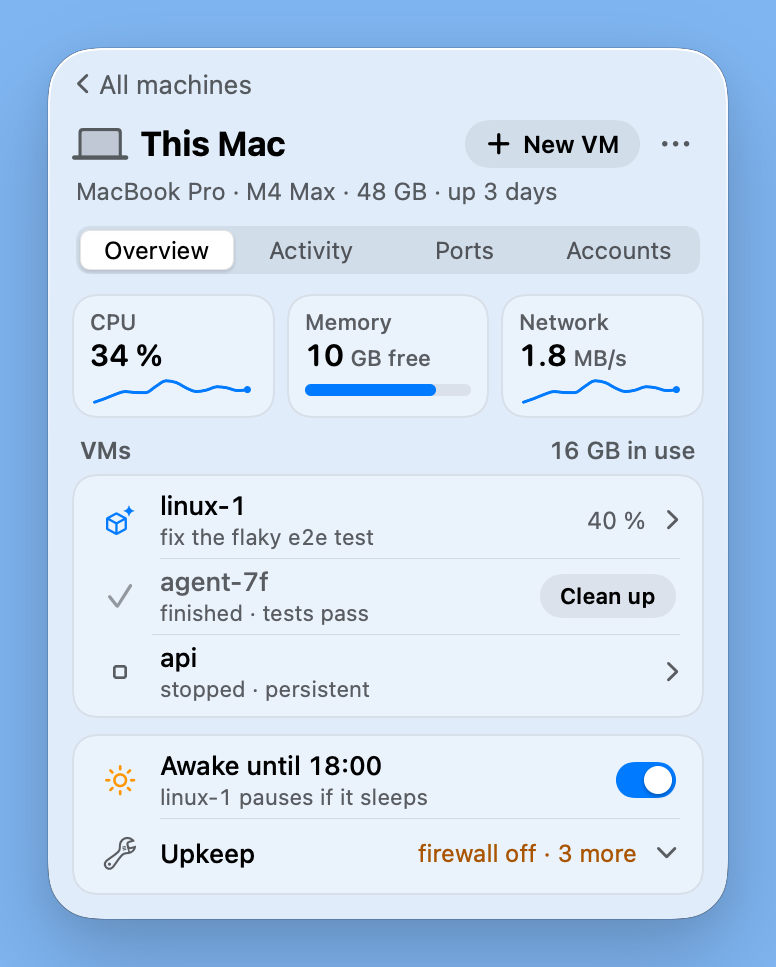 All machines
This Mac
+ New VM
MacBook Pro · M4 Max · 48 GB · up 3 days
Overview Activity Ports Accounts
CPU Memory Network
34 % 10 GB free 1.8 MB/s
VMs 16 GB in use
linux-1
fix the flaky e2e test
40 %
agent-7f
finished · tests pass
Clean up
api
stopped · persistent
Awake until 18:00
linux-1 pauses if it sleeps
Upkeep firewall off · 3 more